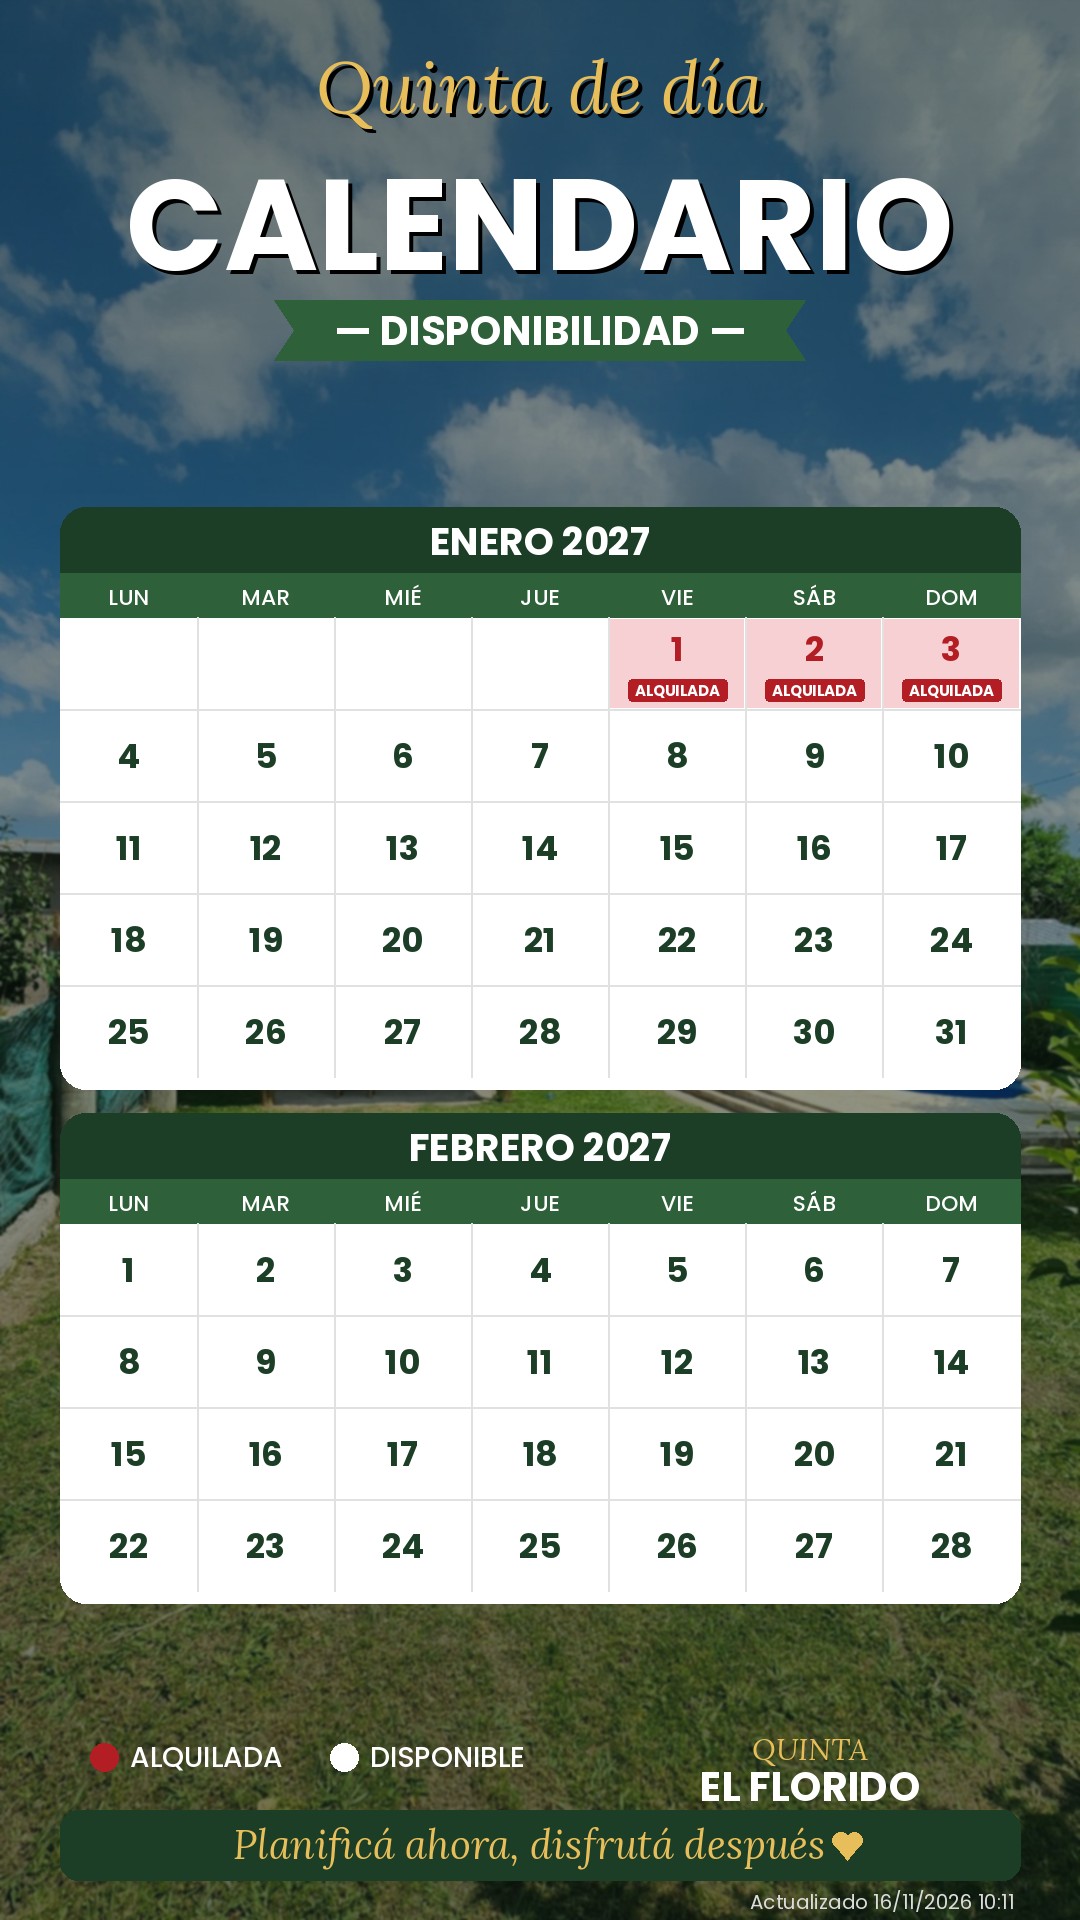 Quinta de día
CALENDARIO
— DISPONIBILIDAD —
ENERO 2027
LUN MAR MIÉ JUE VIE SÁB DOM
1 2 3
ALQUILADA ALQUILADA ALQUILADA
4 5 6 7 8 9 10
11 12 13 14 15 16 17
18 19 20 21 22 23 24
25 26 27 28 29 30 31
FEBRERO 2027
LUN MAR MIÉ JUE VIE SÁB DOM
1 2 3 4 5 6 7
8 9 10 11 12 13 14
15 16 17 18 19 20 21
22 23 24 25 26 27 28
ALQUILADA DISPONIBLE
QUINTA
EL FLORIDO
Planificá ahora, disfrutá después
Actualizado 16/11/2026 10:11